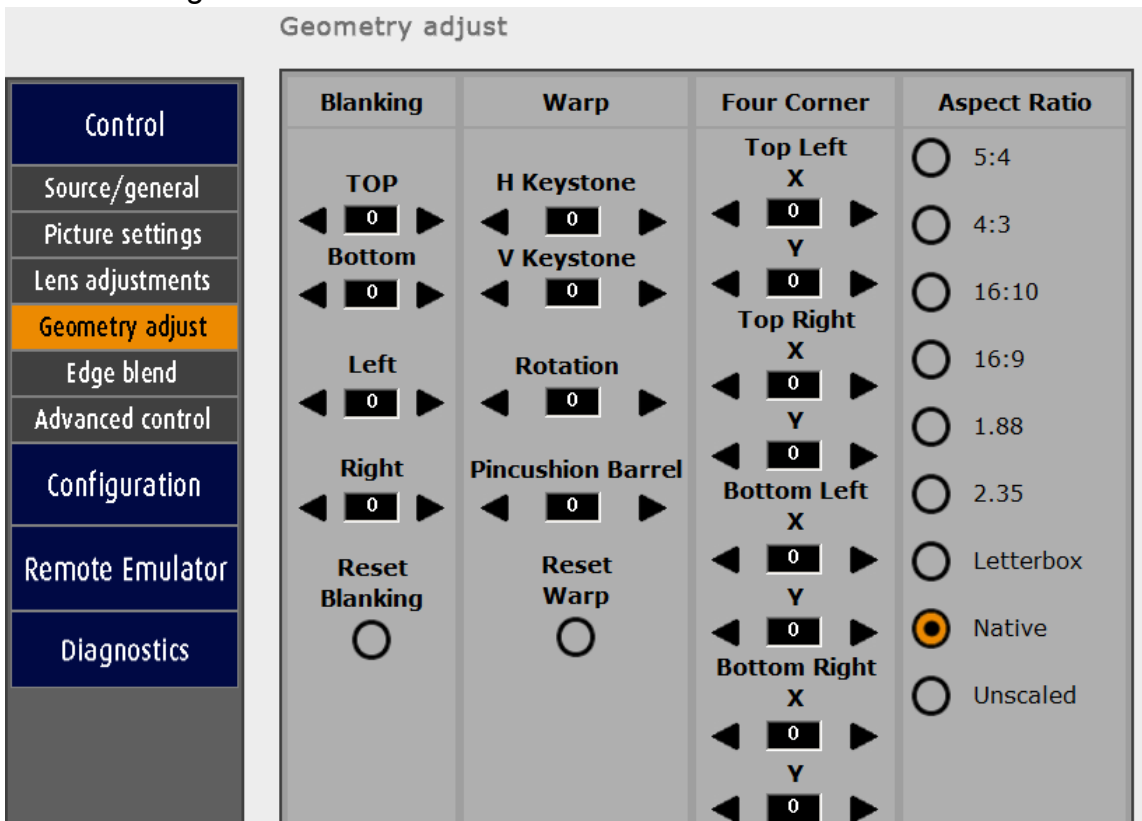 Geometry adjust
Control
Source/general
Picture settings
Lens adjustments
Geometry adjust
Edge blend
Advanced control
Configuration
Remote Emulator
Diagnostics
Blanking
TOP
0
Bottom
0
Left
0
Right
0
Reset
Blanking
Warp
H Keystone
0
V Keystone
0
Rotation
0
Pincushion Barrel
0
Reset
Warp
Four Corner
Top Left
X
0
Y
0
Top Right
X
0
Y
0
Bottom Left
X
0
Y
0
Bottom Right
X
0
Y
0
Aspect Ratio
5:4
4:3
16:10
16:9
1.88
2.35
Letterbox
Native
Unscaled